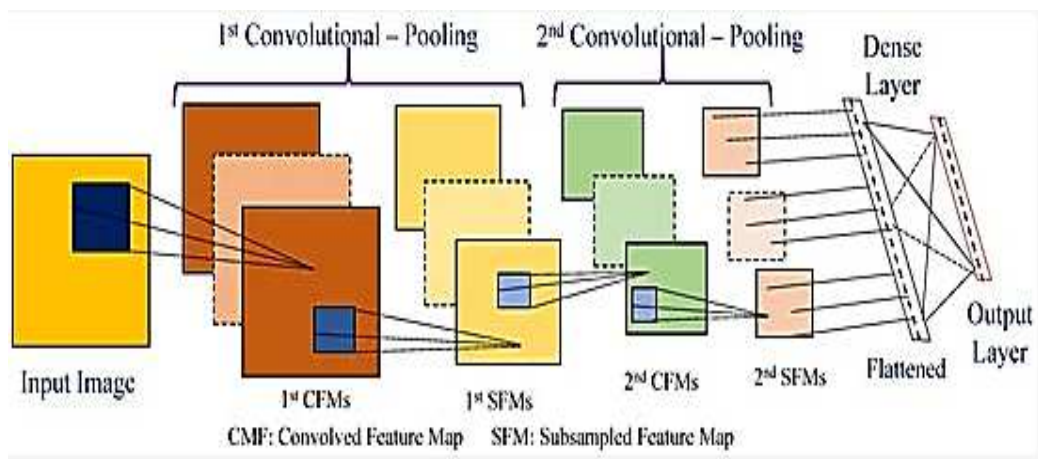 1st Convolutional – Pooling
2nd Convolutional – Pooling
Dense
Layer
Input Image
1st CFMs
1st SFMs
2nd CFMs
2nd SFMs
Flattened
Output
Layer
CMF: Convolved Feature Map SFM: Subsampled Feature Map